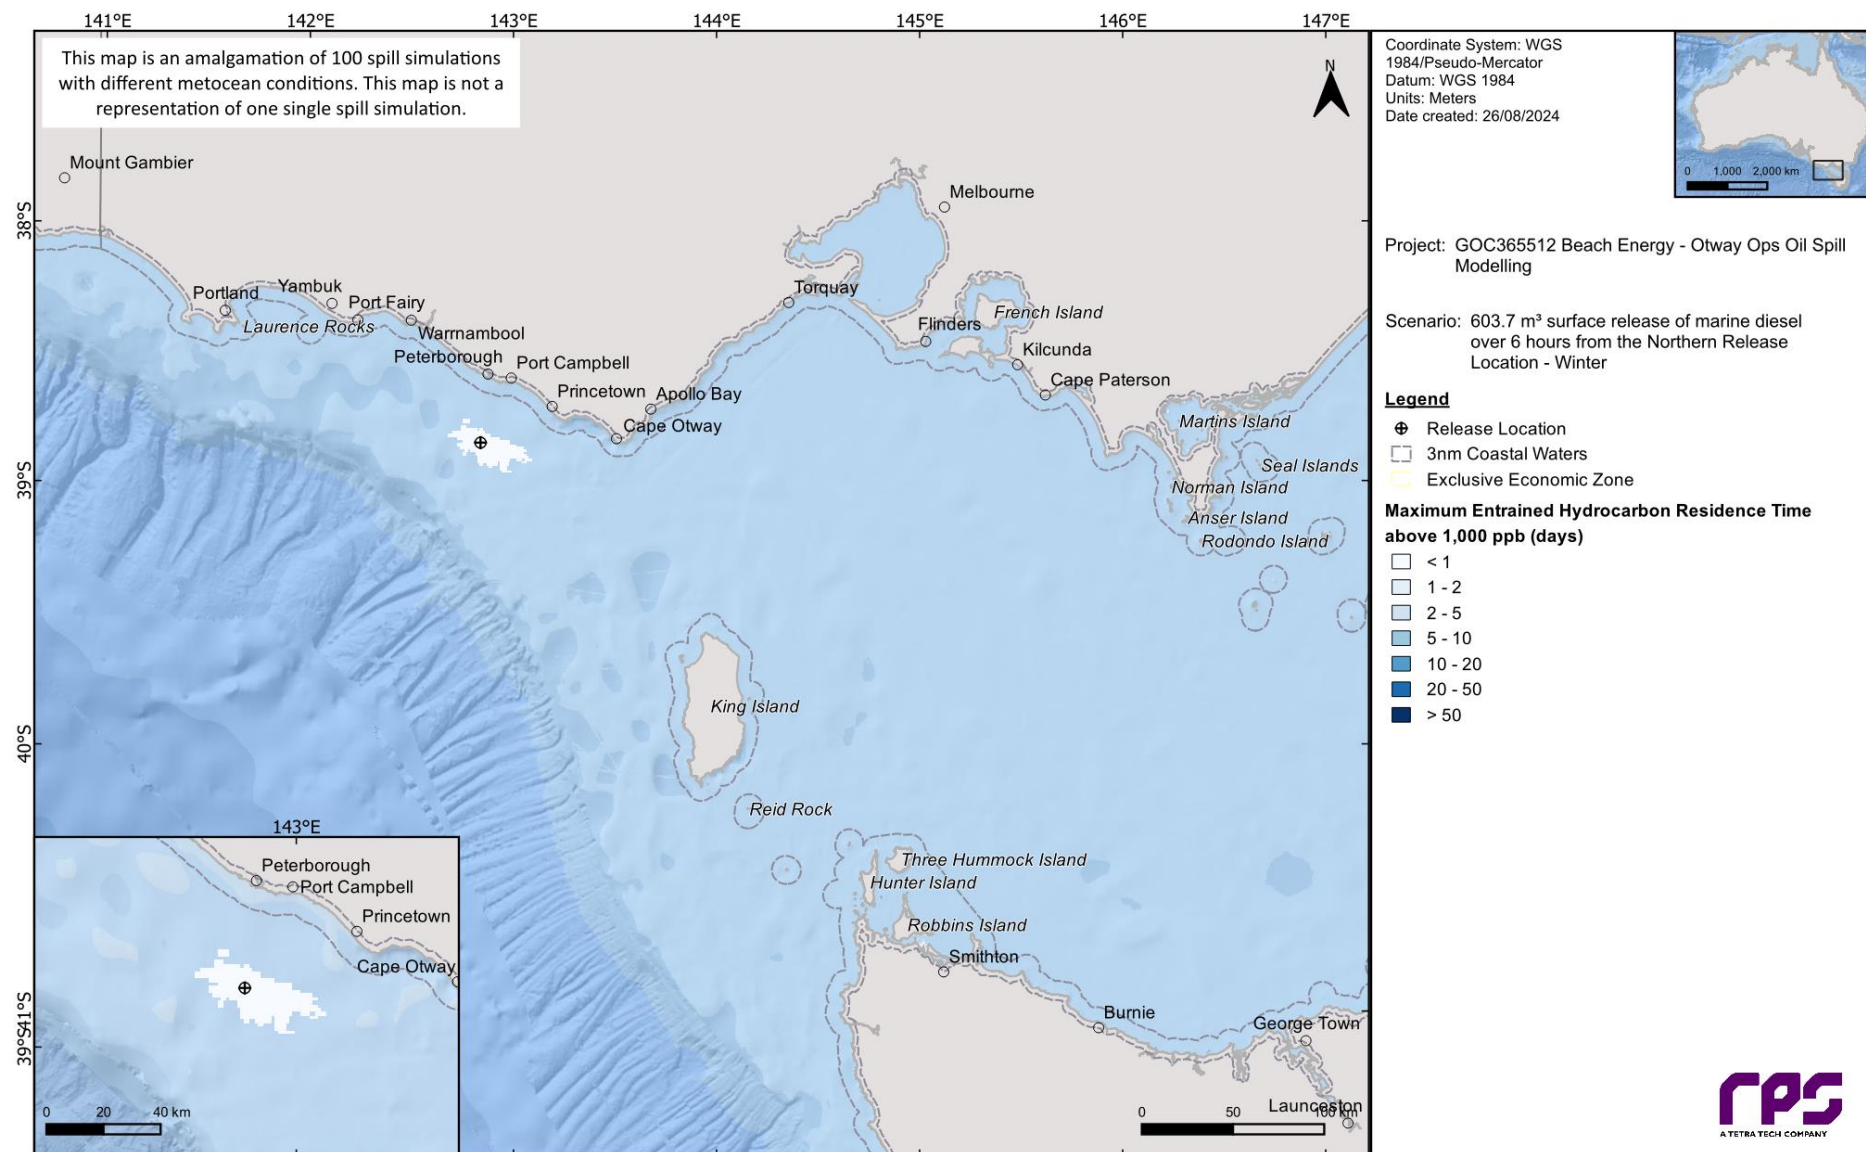 141°E 142°E 143°E 144°E 145°E 146°E 147°E
This map is an amalgamation of 100 spill simulations
with different metocean conditions. This map is not a
representation of one single spill simulation.
N
Mount Gambier
Melbourne
38°S
Portland
Yambuk
Port Fairy
Laurence Rocks
Warrnambool
Peterborough
Port Campbell
Princetown
Apollo Bay
Cape Otway
Torquay
Flinders
French Island
Kilcunda
Cape Paterson
Martins Island
Seal Islands
Norman Island
Anser Island
Rodondo Island
39°S
King Island
40°S
Reid Rock
Three Hummock Island
Hunter Island
Robbins Island
Smithton
Burnie
George Town
Launceston
41°S
0 50 100 km
143°E
Peterborough
Port Campbell
Princetown
Cape Otway
39°S
0 20 40 km
Coordinate System: WGS
1984/Pseudo-Mercator
Datum: WGS 1984
Units: Meters
Date created: 26/08/2024
0 1,000 2,000 km
Project: GOC365512 Beach Energy - Otway Ops Oil Spill
Modelling
Scenario: 603.7 m³ surface release of marine diesel
over 6 hours from the Northern Release
Location - Winter
Legend
Release Location
3nm Coastal Waters
Exclusive Economic Zone
Maximum Entrained Hydrocarbon Residence Time
above 1,000 ppb (days)
< 1
1 - 2
2 - 5
5 - 10
10 - 20
20 - 50
> 50
rps
A TETRA TECH COMPANY